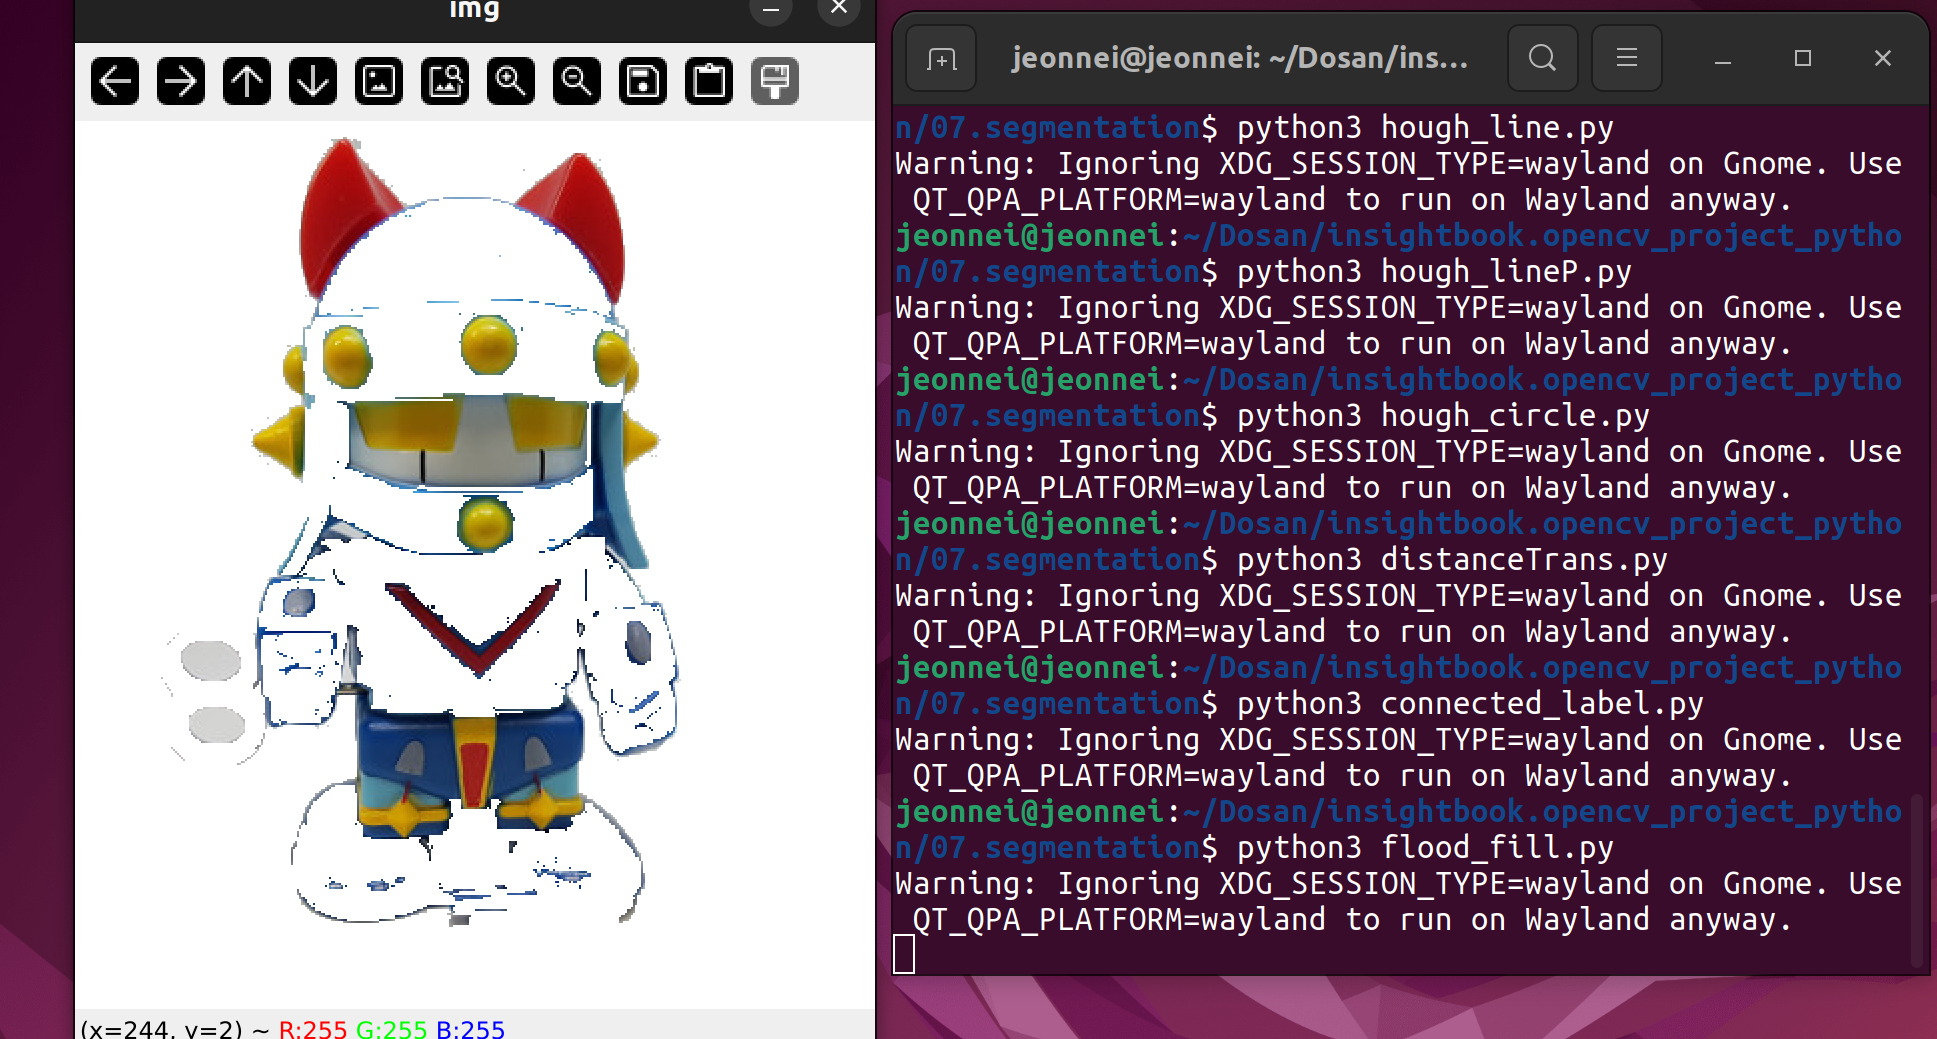 img
(x=244, y=2) ~ R:255 G:255 B:255
jeonnei@jeonnei: ~/Dosan/ins...
n/07.segmentation$ python3 hough_line.py
Warning: Ignoring XDG_SESSION_TYPE=wayland on Gnome. Use
 QT_QPA_PLATFORM=wayland to run on Wayland anyway.
jeonnei@jeonnei:~/Dosan/insightbook.opencv_project_pytho
n/07.segmentation$ python3 hough_lineP.py
Warning: Ignoring XDG_SESSION_TYPE=wayland on Gnome. Use
 QT_QPA_PLATFORM=wayland to run on Wayland anyway.
jeonnei@jeonnei:~/Dosan/insightbook.opencv_project_pytho
n/07.segmentation$ python3 hough_circle.py
Warning: Ignoring XDG_SESSION_TYPE=wayland on Gnome. Use
 QT_QPA_PLATFORM=wayland to run on Wayland anyway.
jeonnei@jeonnei:~/Dosan/insightbook.opencv_project_pytho
n/07.segmentation$ python3 distanceTrans.py
Warning: Ignoring XDG_SESSION_TYPE=wayland on Gnome. Use
 QT_QPA_PLATFORM=wayland to run on Wayland anyway.
jeonnei@jeonnei:~/Dosan/insightbook.opencv_project_pytho
n/07.segmentation$ python3 connected_label.py
Warning: Ignoring XDG_SESSION_TYPE=wayland on Gnome. Use
 QT_QPA_PLATFORM=wayland to run on Wayland anyway.
jeonnei@jeonnei:~/Dosan/insightbook.opencv_project_pytho
n/07.segmentation$ python3 flood_fill.py
Warning: Ignoring XDG_SESSION_TYPE=wayland on Gnome. Use
 QT_QPA_PLATFORM=wayland to run on Wayland anyway.